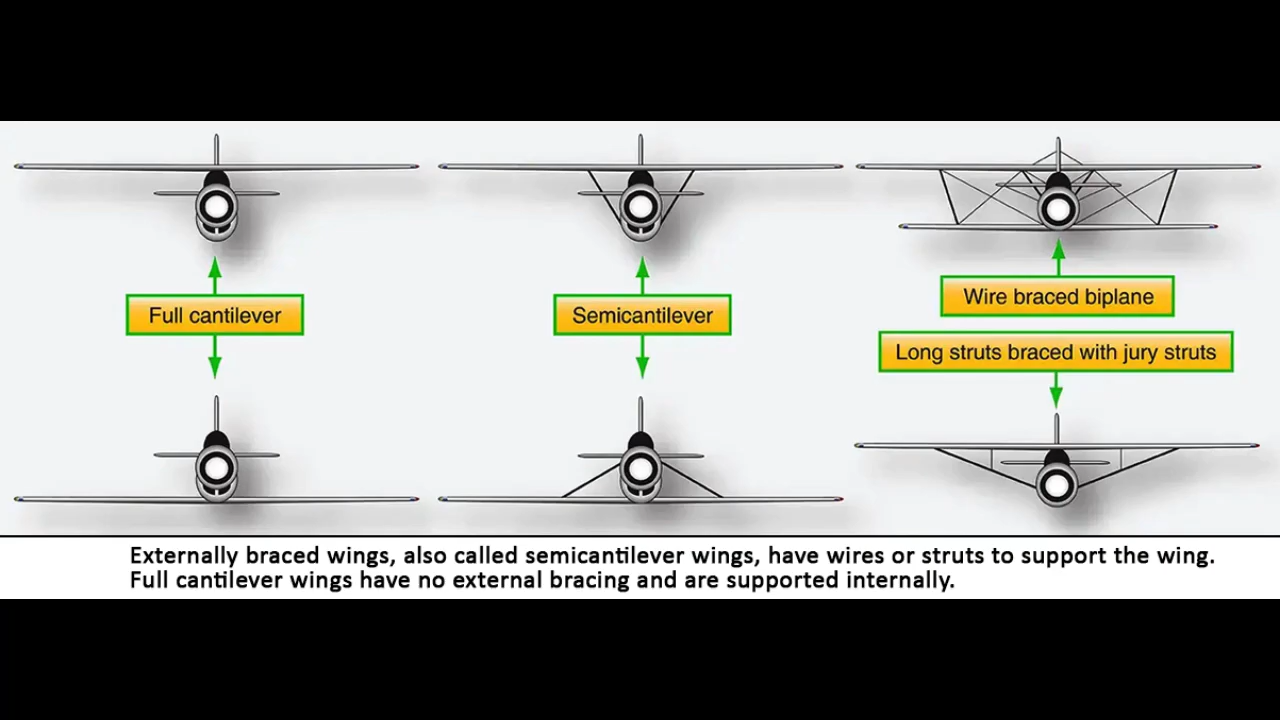 Full cantilever
Semicantilever
Wire braced biplane
Long struts braced with jury struts
Externally braced wings, also called semicantilever wings, have wires or struts to support the wing.
Full cantilever wings have no external bracing and are supported internally.